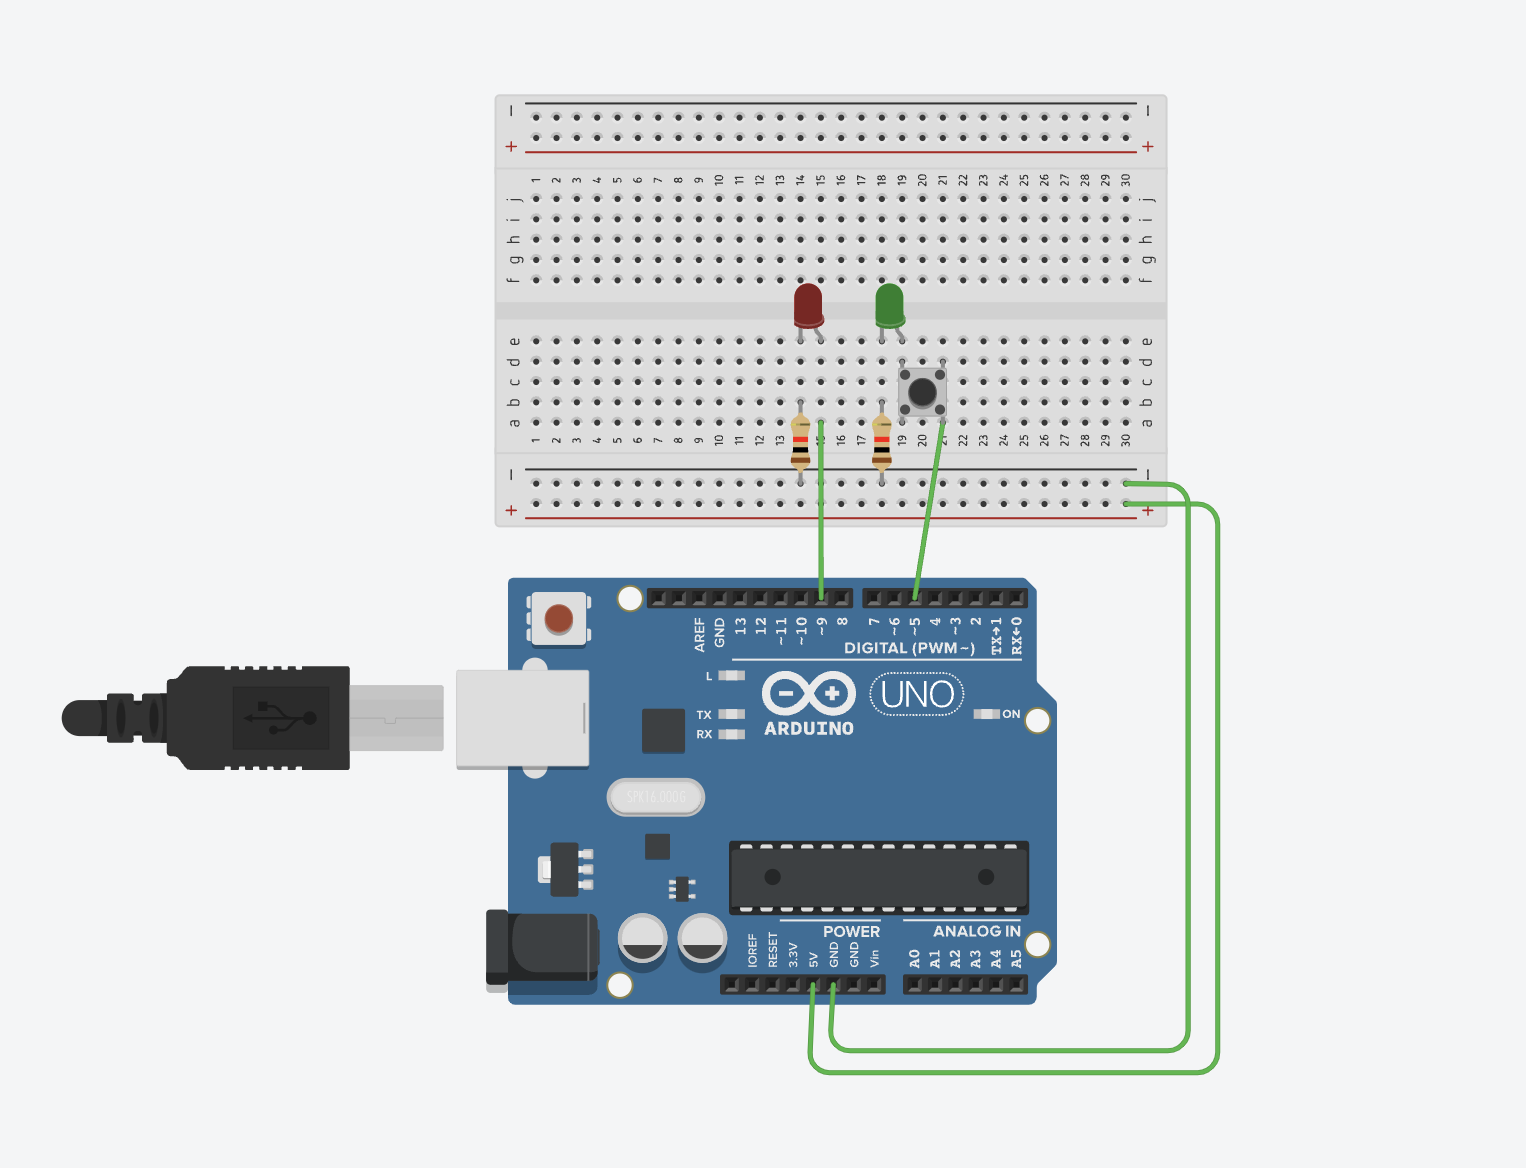 − −
+ +
1 2 3 4 5 6 7 8 9 10 11 12 13 14 15 16 17 18 19 20 21 22 23 24 25 26 27 28 29 30
j j
i i
h h
g g
f f
e e
d d
c c
b b
a a
1 2 3 4 5 6 7 8 9 10 11 12 13 16 17 19 20 21 22 23 24 25 26 27 28 29 30
− −
+ +
AREF GND 13 12 ~11 ~10 ~9 8 7 ~6 ~5 4 ~3 2 TX→1 RX←0
DIGITAL (PWM~)
L
UNO
TX
ON
RX
ARDUINO
SPK16.000G
POWER ANALOG IN
IOREF RESET 3.3V 5V GND GND Vin A0 A1 A2 A3 A4 A5